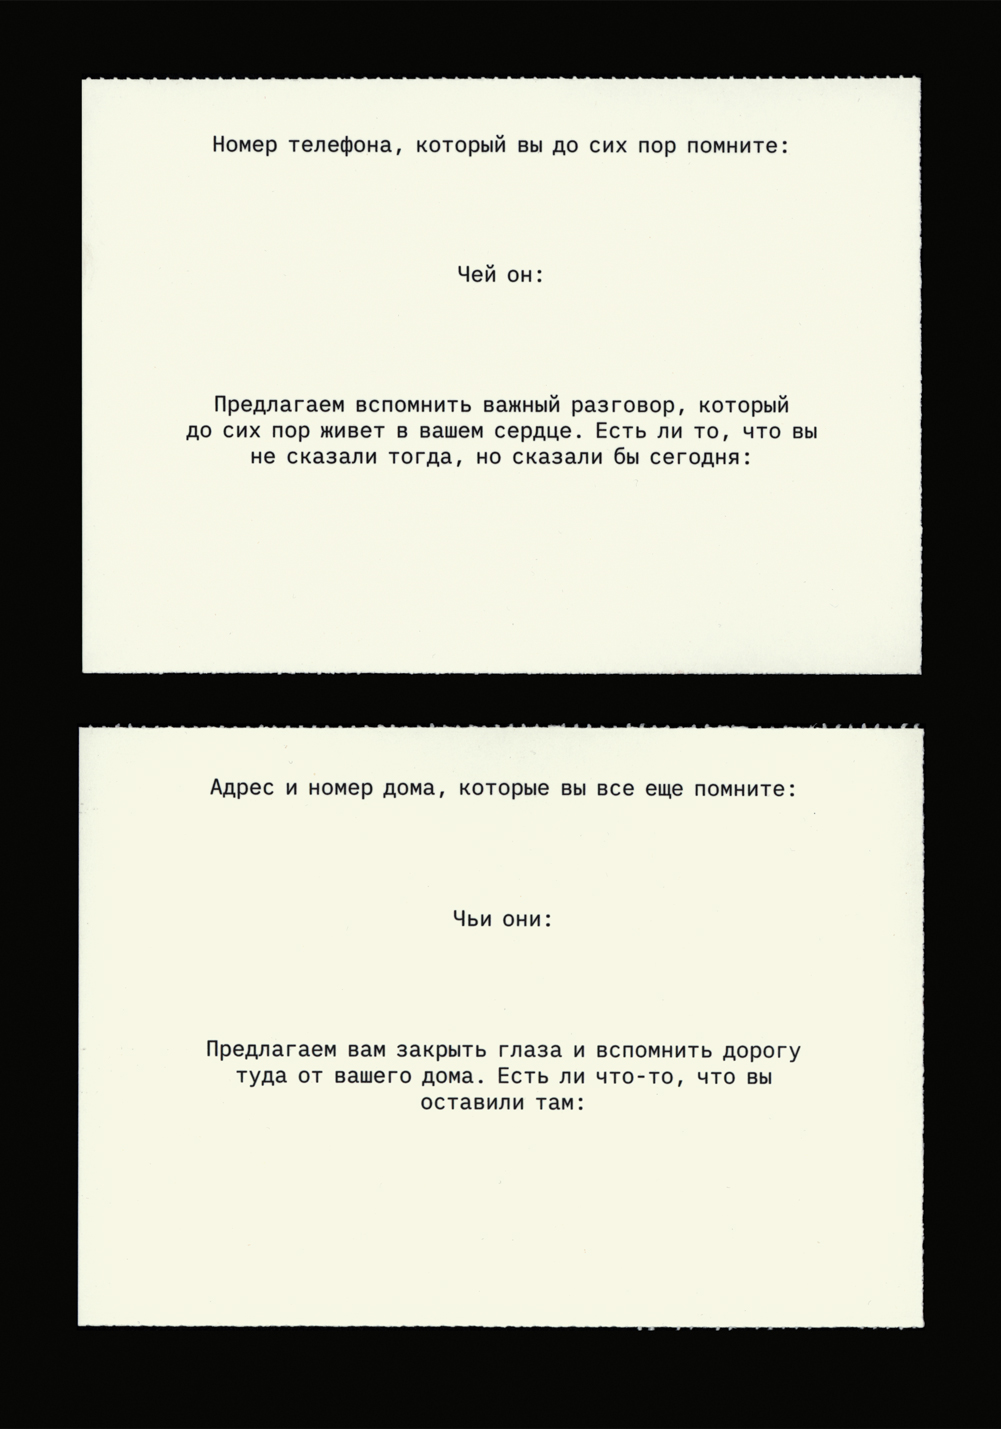 Номер телефона, который вы до сих пор помните:
Чей он:
Предлагаем вспомнить важный разговор, который
до сих пор живет в вашем сердце. Есть ли то, что вы
не сказали тогда, но сказали бы сегодня:
Адрес и номер дома, которые вы все еще помните:
Чьи они:
Предлагаем вам закрыть глаза и вспомнить дорогу
туда от вашего дома. Есть ли что-то, что вы
оставили там: